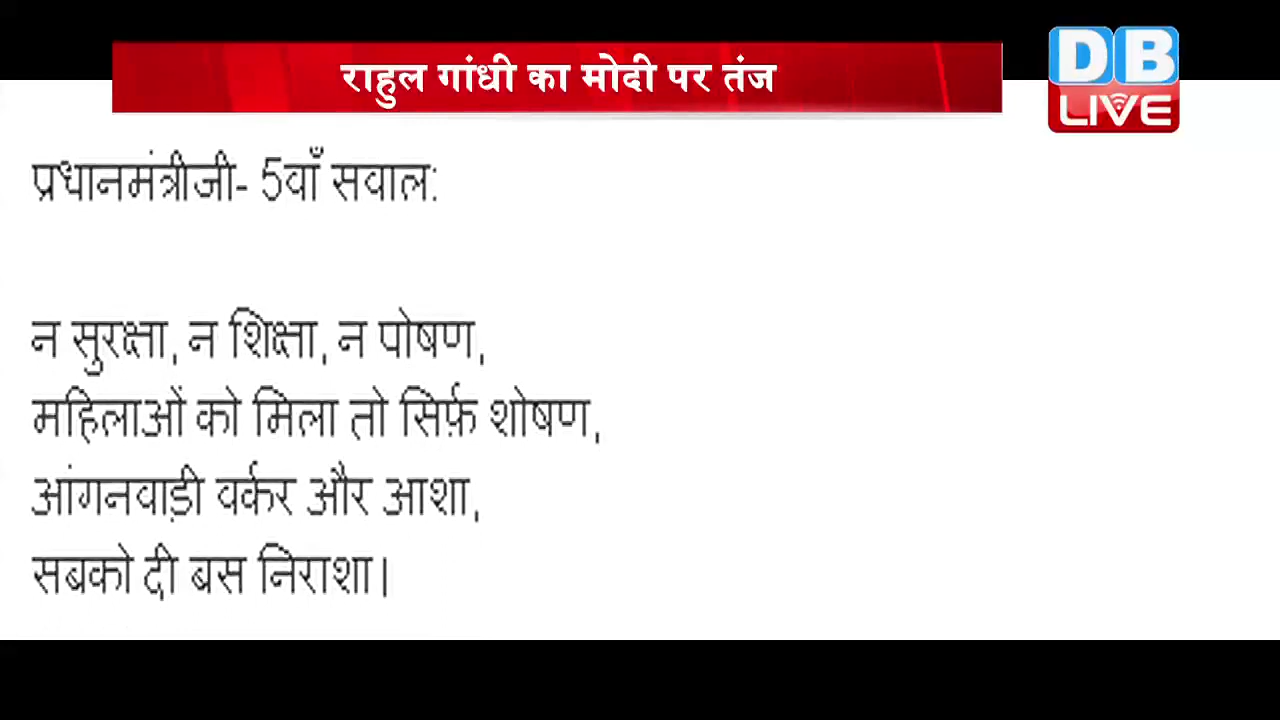 राहुल गांधी का मोदी पर तंज
DB
LIVE
प्रधानमंत्रीजी- 5वाँ सवाल:
न सुरक्षा, न शिक्षा, न पोषण,
महिलाओं को मिला तो सिर्फ़ शोषण,
आंगनवाड़ी वर्कर और आशा,
सबको दी बस निराशा।